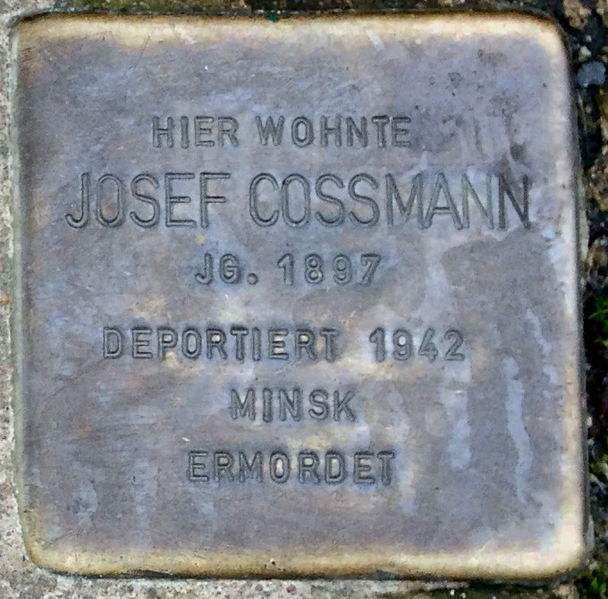 HIER WOHNTE
JOSEF COSSMANN
JG. 1897
DEPORTIERT 1942
MINSK
ERMORDET